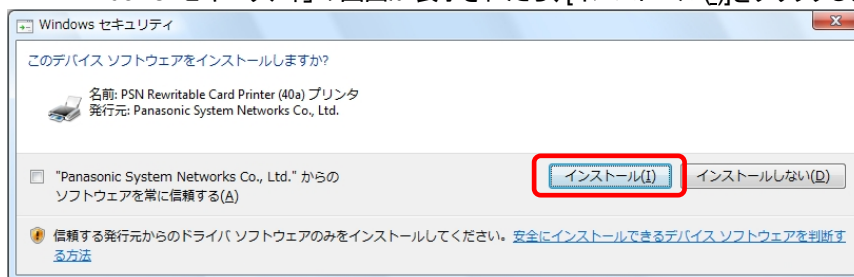 Windows セキュリティ
このデバイス ソフトウェアをインストールしますか?
名前: PSN Rewritable Card Printer (40a) プリンタ
発行元: Panasonic System Networks Co., Ltd.
"Panasonic System Networks Co., Ltd." からの
ソフトウェアを常に信頼する(A)
インストール(I)
インストールしない(D)
信頼する発行元からのドライバ ソフトウェアのみをインストールしてください。安全にインストールできるデバイス ソフトウェアを判断す
る方法